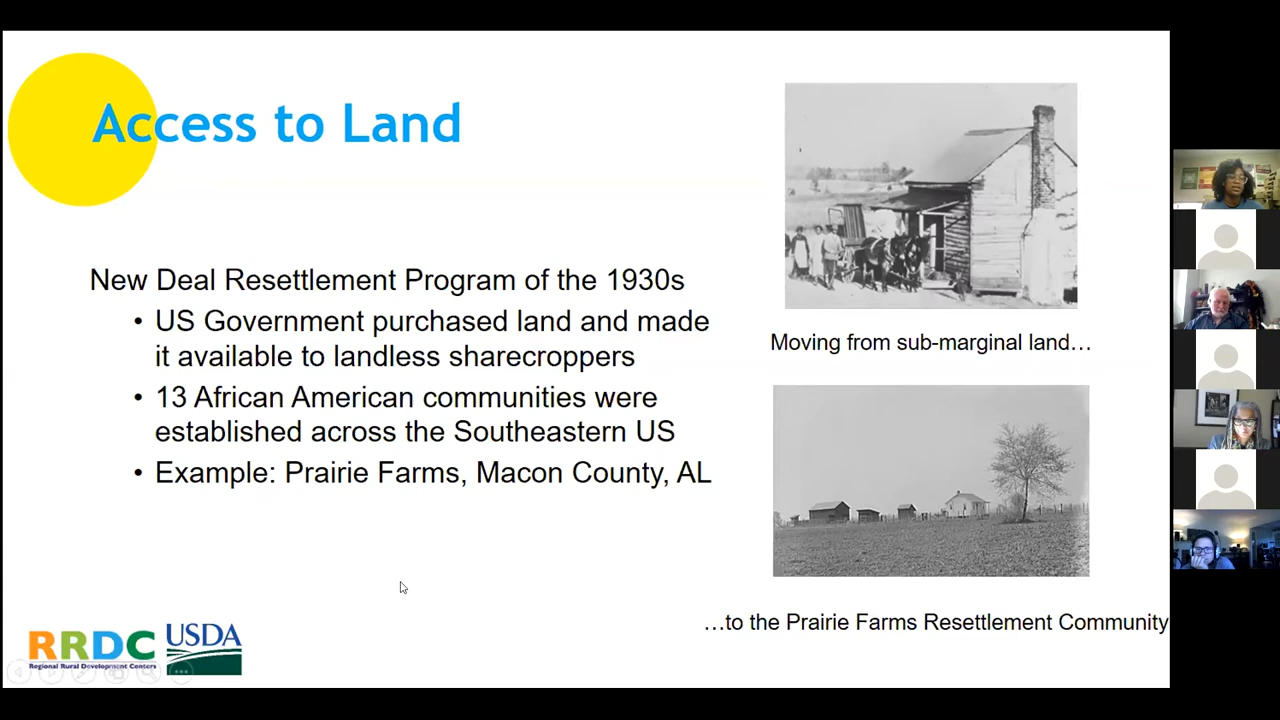 Access to Land
New Deal Resettlement Program of the 1930s
• US Government purchased land and made
it available to landless sharecroppers
• 13 African American communities were
established across the Southeastern US
• Example: Prairie Farms, Macon County, AL
Moving from sub-marginal land…
…to the Prairie Farms Resettlement Community
RRDC
Regional Rural Development Centers
USDA